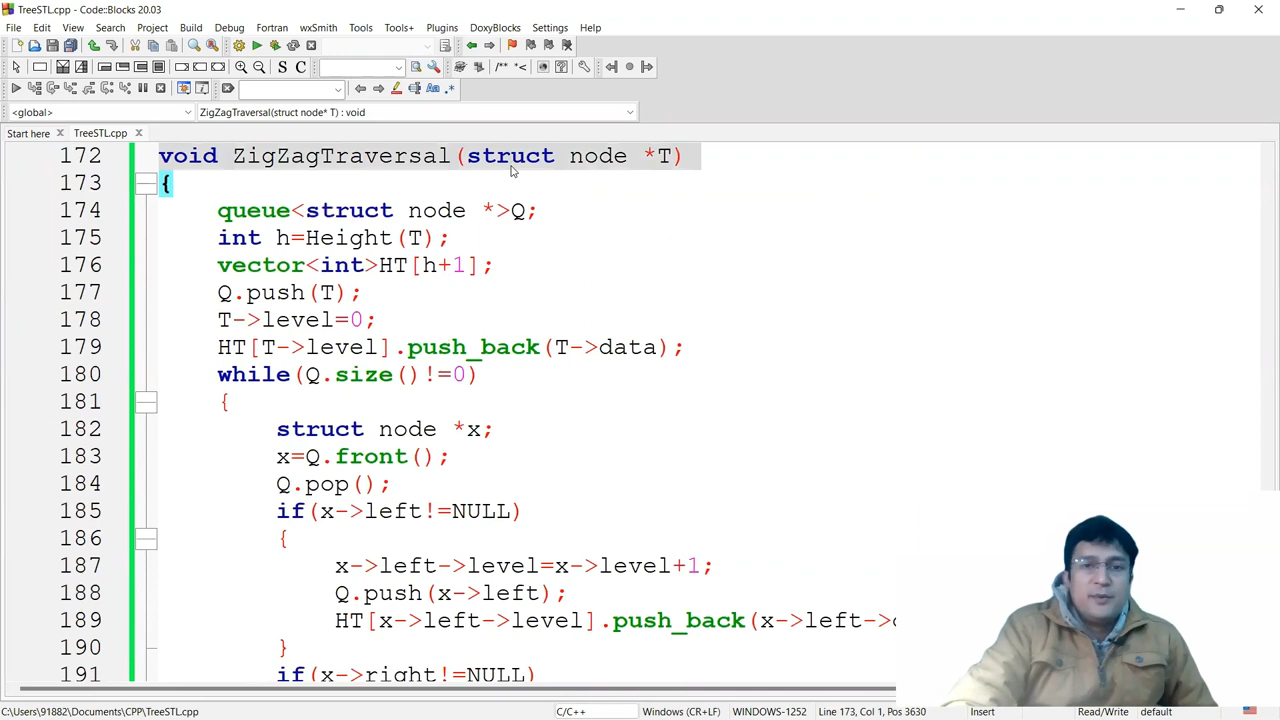 TreeSTL.cpp - Code::Blocks 20.03
File Edit View Search Project Build Debug Fortran wxSmith Tools Tools+ Plugins DoxyBlocks Settings Help
S C
/** *<
Aa .*
<global> ZigZagTraversal(struct node* T) : void
Start here TreeSTL.cpp
172 void ZigZagTraversal(struct node *T)
173 {
174 queue<struct node *>Q;
175 int h=Height(T);
176 vector<int>HT[h+1];
177 Q.push(T);
178 T->level=0;
179 HT[T->level].push_back(T->data);
180 while(Q.size()!=0)
181 {
182 struct node *x;
183 x=Q.front();
184 Q.pop();
185 if(x->left!=NULL)
186 {
187 x->left->level=x->level+1;
188 Q.push(x->left);
189 HT[x->left->level].push_back(x->left->
190 }
191 if(x->right!=NULL)
C:\Users\91882\Documents\CPP\TreeSTL.cpp C/C++ Windows (CR+LF) WINDOWS-1252 Line 173, Col 1, Pos 3630 Insert Read/Write default